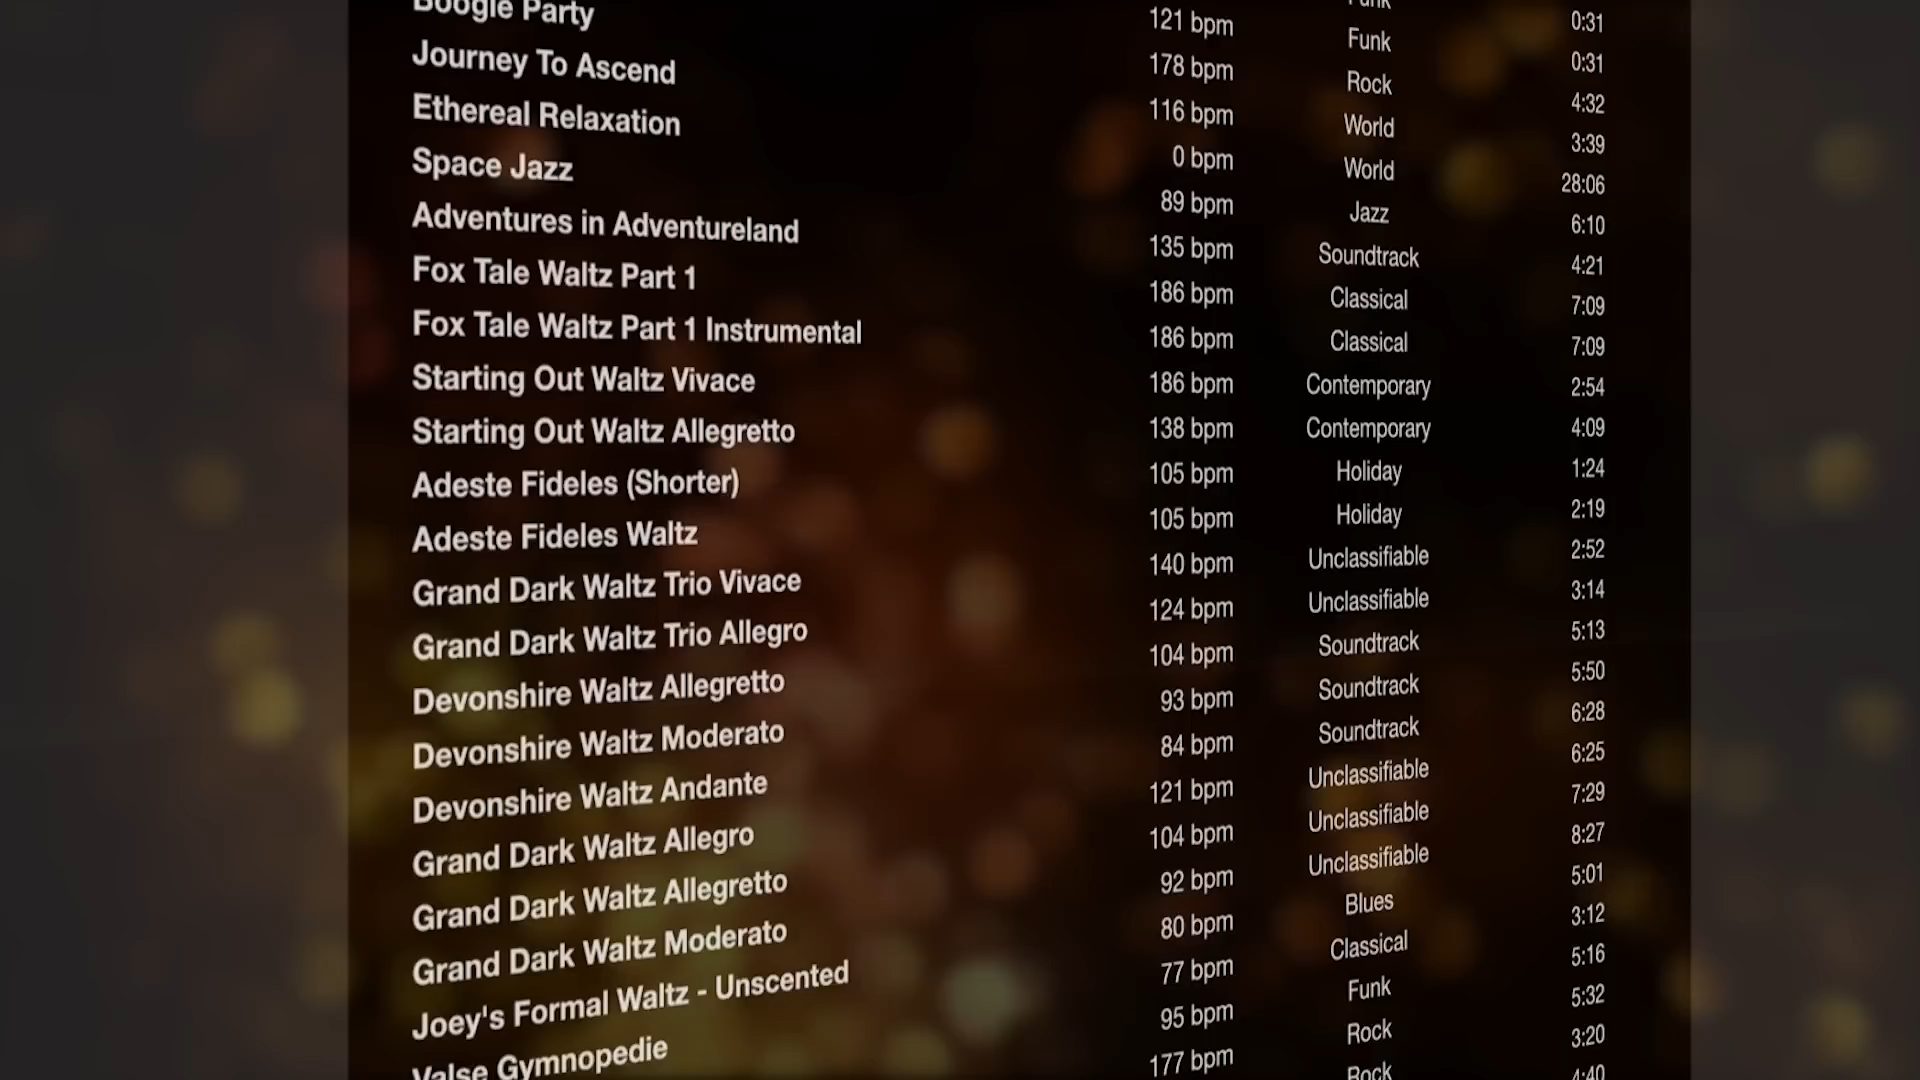 Funk 0:31
121 bpm Funk 0:31
Boogie Party 178 bpm Rock 4:32
Journey To Ascend 116 bpm World 3:39
Ethereal Relaxation 0 bpm World 28:06
Space Jazz 89 bpm Jazz 6:10
Adventures in Adventureland 135 bpm Soundtrack 4:21
Fox Tale Waltz Part 1 186 bpm Classical 7:09
Fox Tale Waltz Part 1 Instrumental 186 bpm Classical 7:09
Starting Out Waltz Vivace 186 bpm Contemporary 2:54
Starting Out Waltz Allegretto 138 bpm Contemporary 4:09
Adeste Fideles (Shorter) 105 bpm Holiday 1:24
Adeste Fideles Waltz 105 bpm Holiday 2:19
Grand Dark Waltz Trio Vivace 140 bpm Unclassifiable 2:52
Grand Dark Waltz Trio Allegro 124 bpm Unclassifiable 3:14
Devonshire Waltz Allegretto 104 bpm Soundtrack 5:13
Devonshire Waltz Moderato 93 bpm Soundtrack 5:50
Devonshire Waltz Andante 84 bpm Soundtrack 6:28
Grand Dark Waltz Allegro 121 bpm Unclassifiable 6:25
Grand Dark Waltz Allegretto 104 bpm Unclassifiable 7:29
Grand Dark Waltz Moderato 92 bpm Unclassifiable 8:27
Joey's Formal Waltz - Unscented 80 bpm Blues 5:01
Valse Gymnopedie 77 bpm Classical 3:12
95 bpm Funk 5:16
177 bpm Rock 5:32
Rock 3:20
4:40